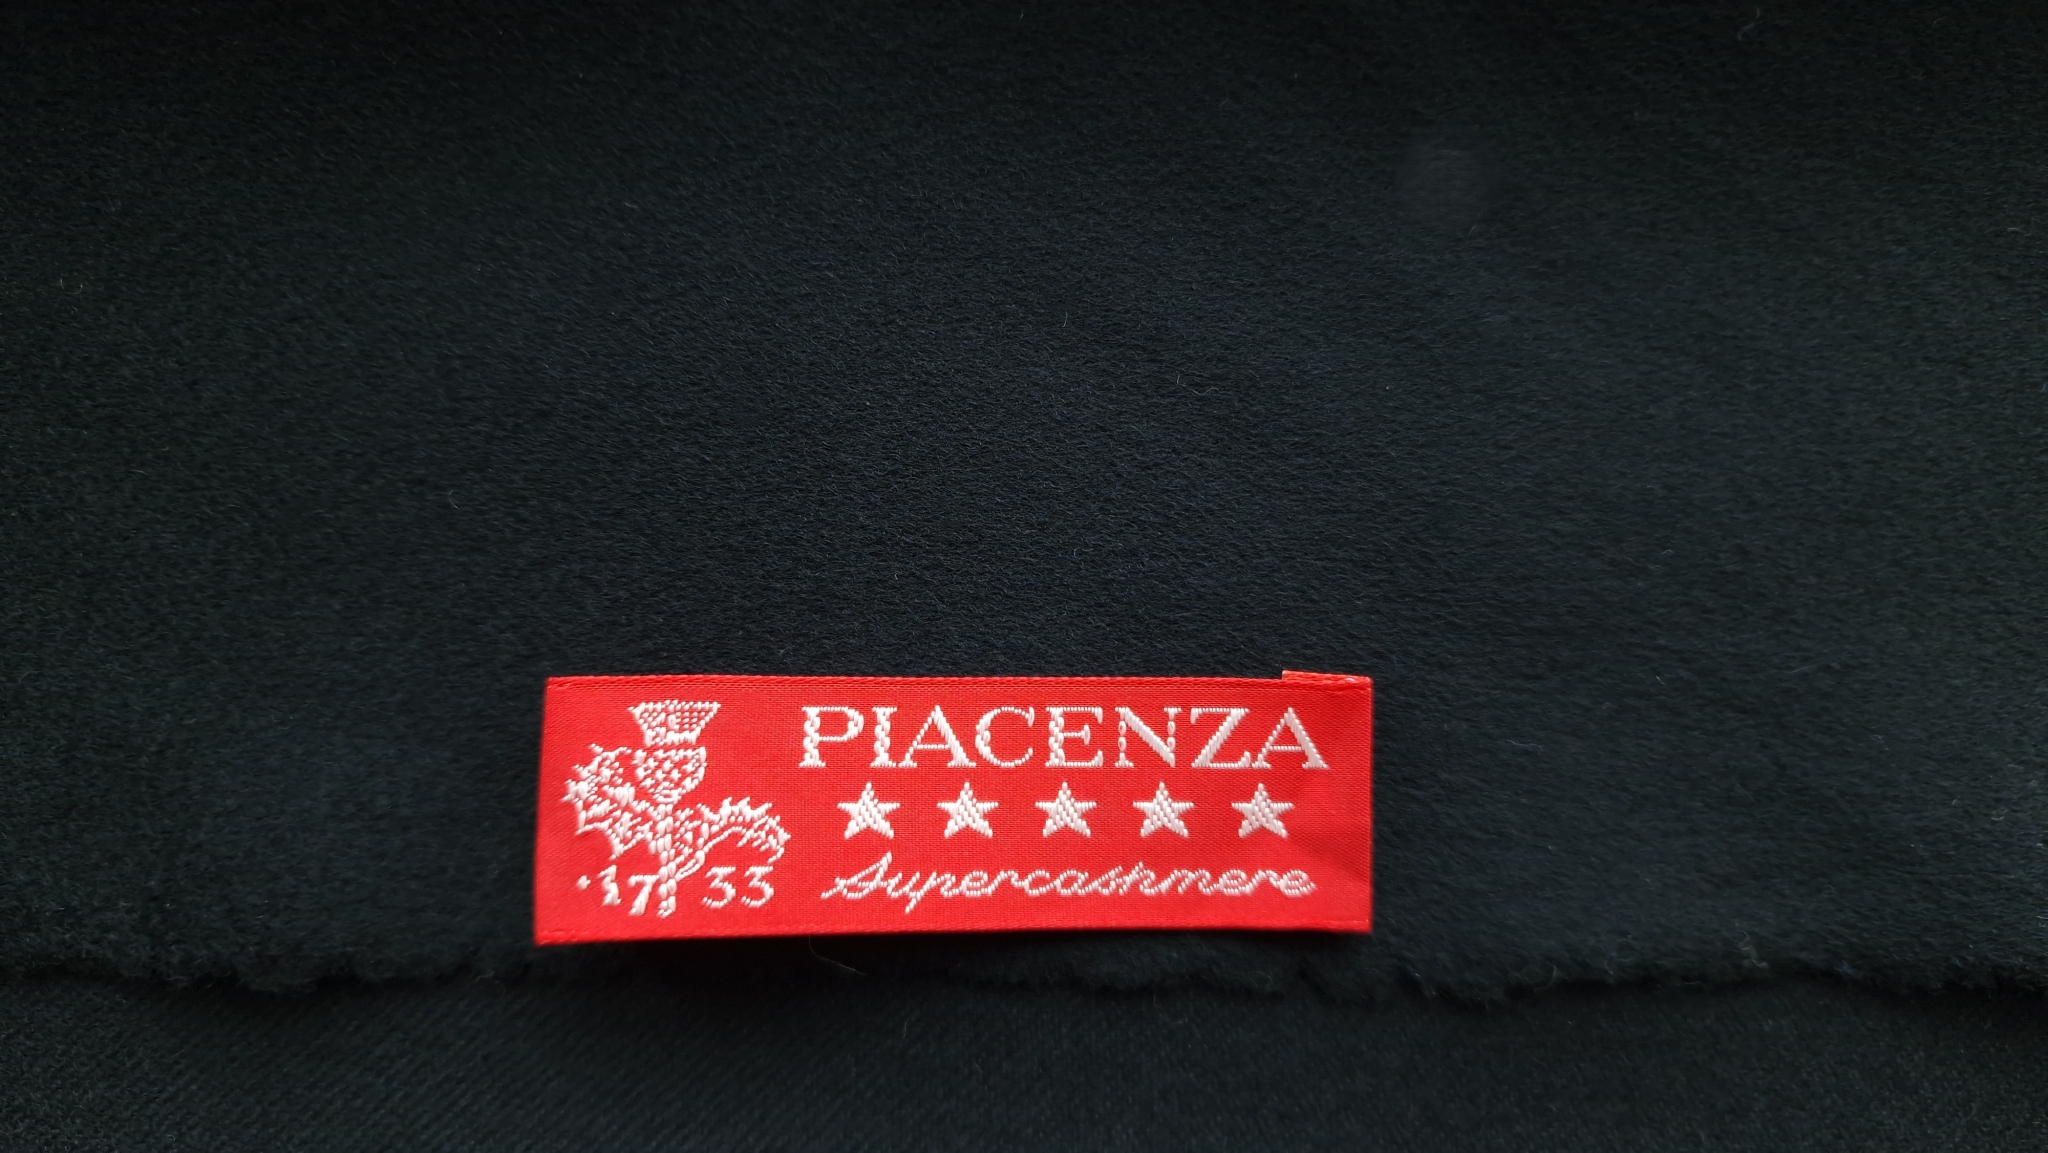 PIACENZA
★ ★ ★ ★ ★
Supercashmere
1733